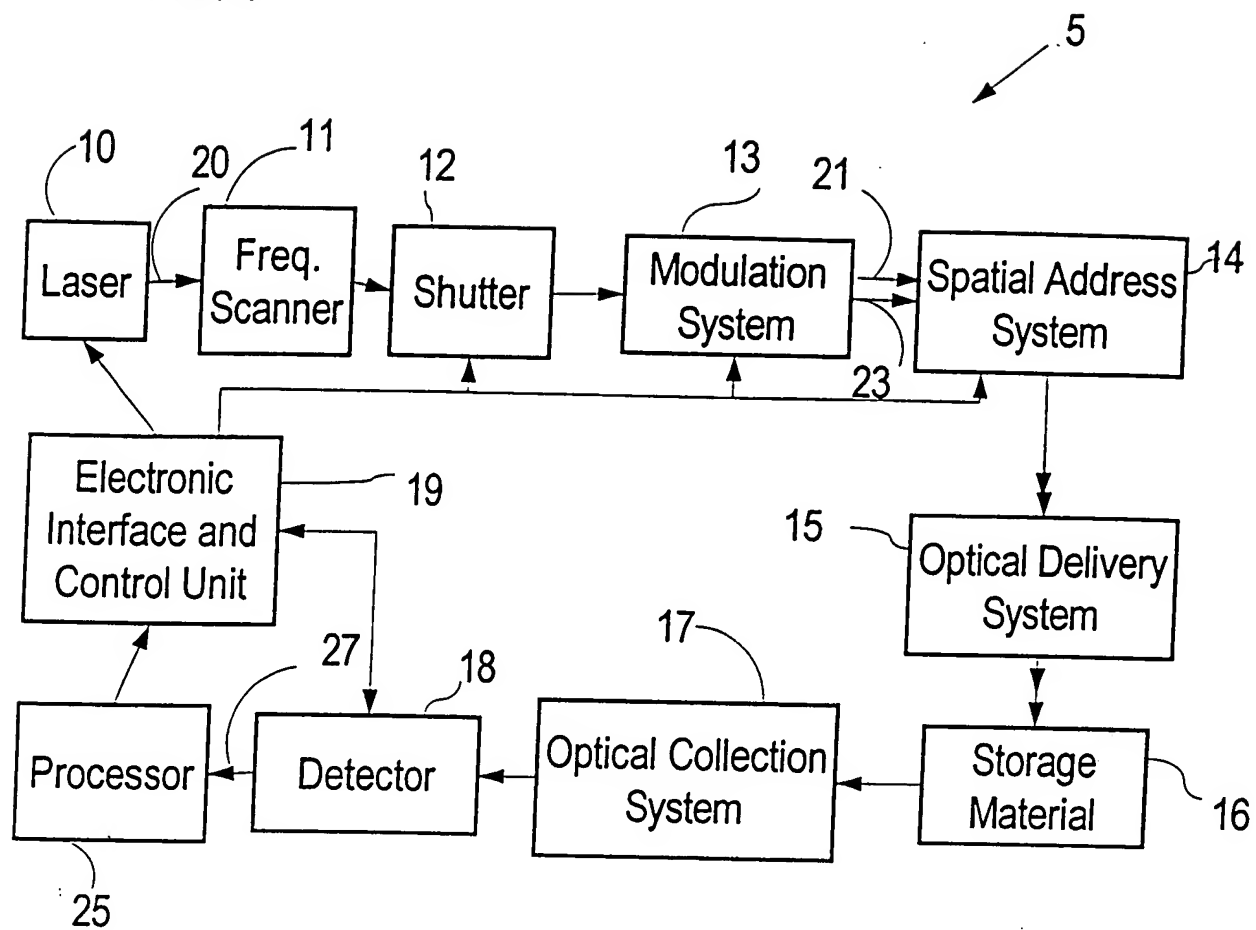 5
10
20
11
12
13
21
14
Laser
Freq.
Scanner
Shutter
Modulation
System
Spatial Address
System
23
Electronic
Interface and
Control Unit
19
15
Optical Delivery
System
17
27
18
Processor
Detector
Optical Collection
System
Storage
Material
16
25